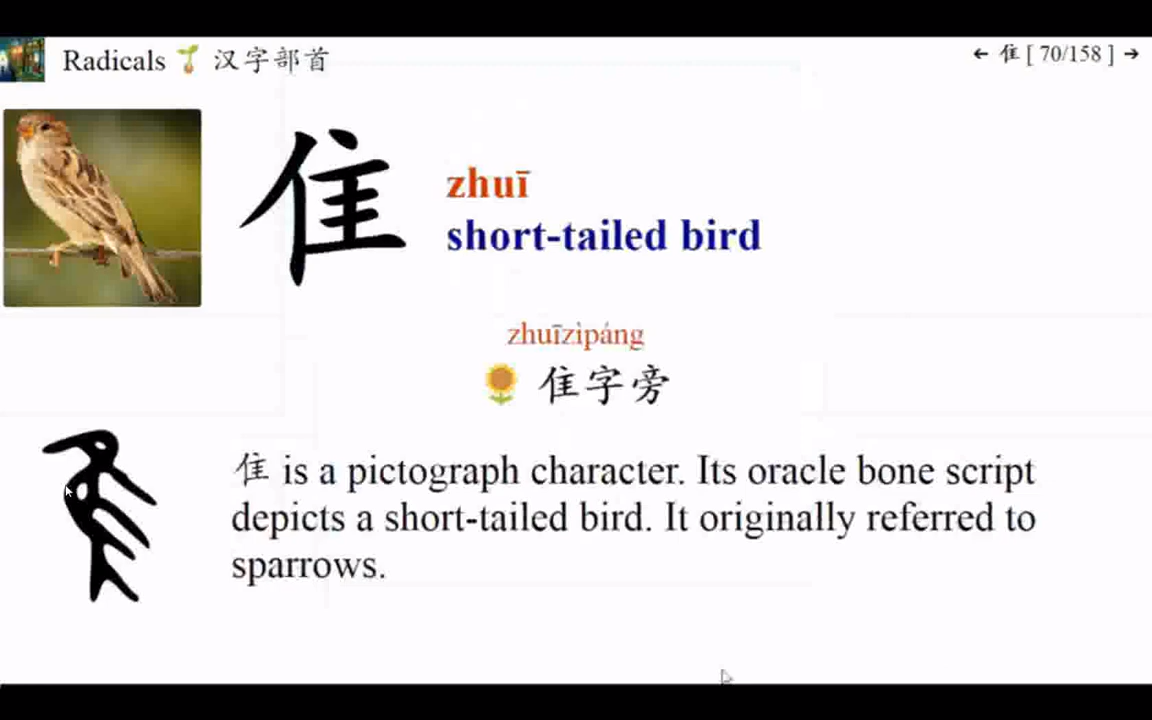 Radicals 🌱 汉字部首
← 隹 [ 70/158 ] →
隹
zhuī
short-tailed bird
zhuīzìpáng
🌻 隹字旁
隹 is a pictograph character. Its oracle bone script
depicts a short-tailed bird. It originally referred to
sparrows.